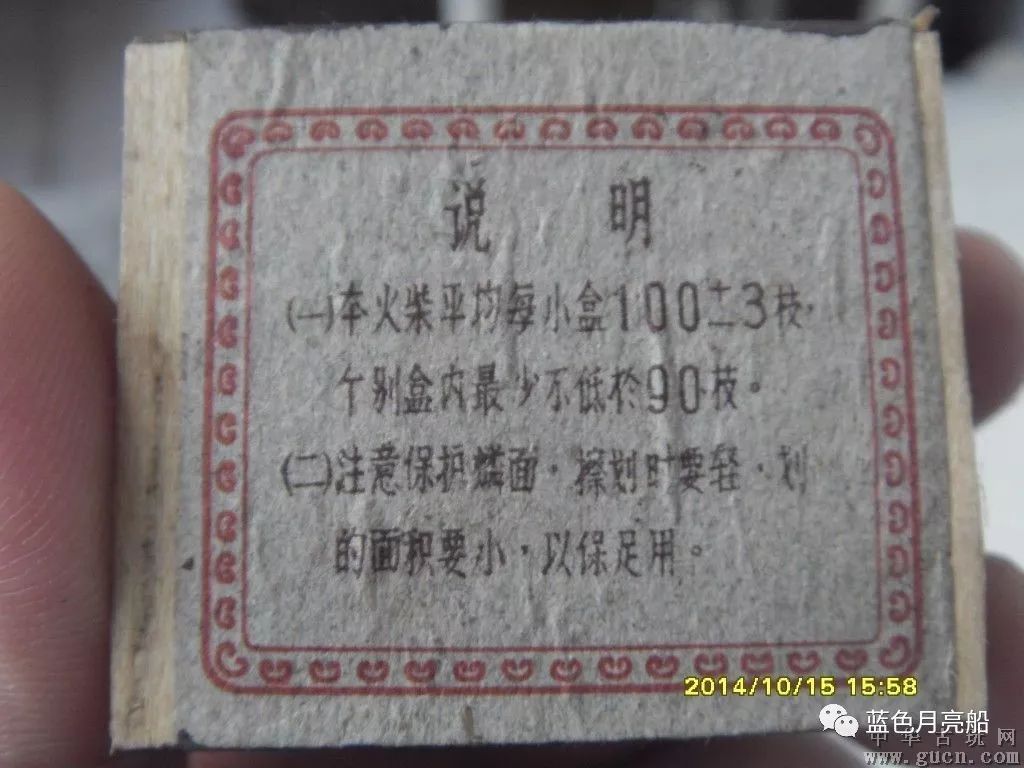 说 明
(一)本火柴平均每小盒100±3枝,
个别盒内最少不低於90枝。
(二)注意保护燐面,擦划时要轻,划
的面积要小,以保足用。
2014/10/15 15:58
蓝色月亮船
中华古玩网
www.gucn.com